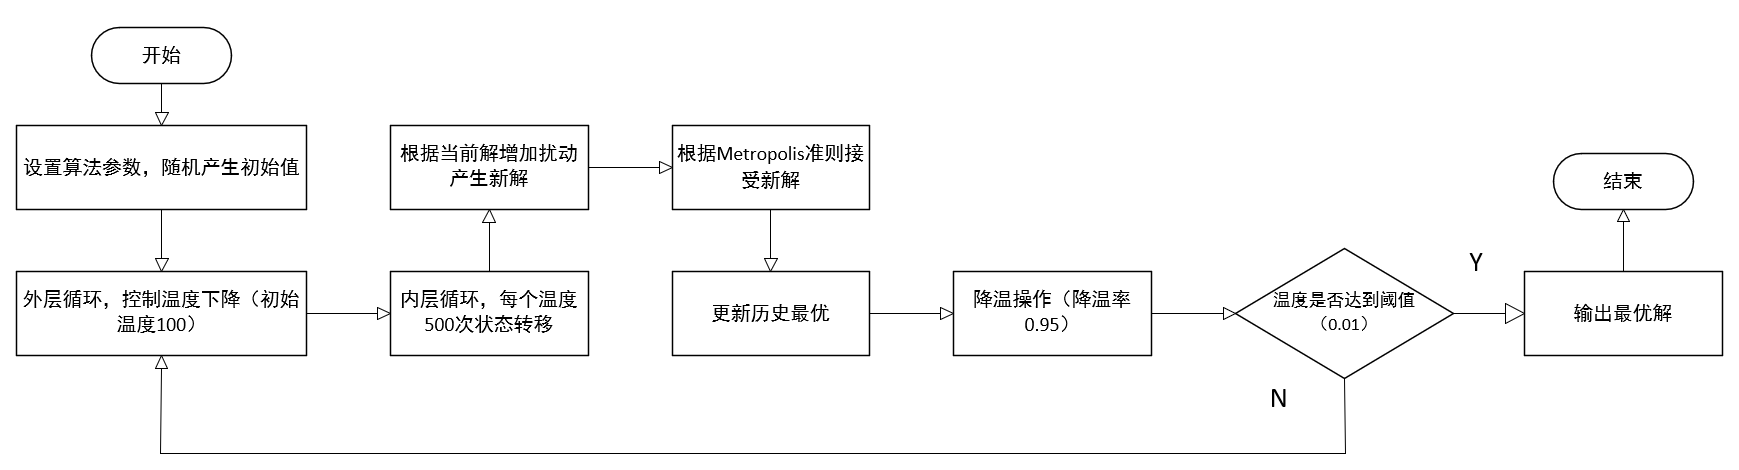 开始
设置算法参数，随机产生初始值
外层循环，控制温度下降（初始
温度100）
内层循环，每个温度
500次状态转移
根据当前解增加扰动
产生新解
根据Metropolis准则接
受新解
更新历史最优
降温操作（降温率
0.95）
温度是否达到阈值
（0.01）
Y
N
输出最优解
结束